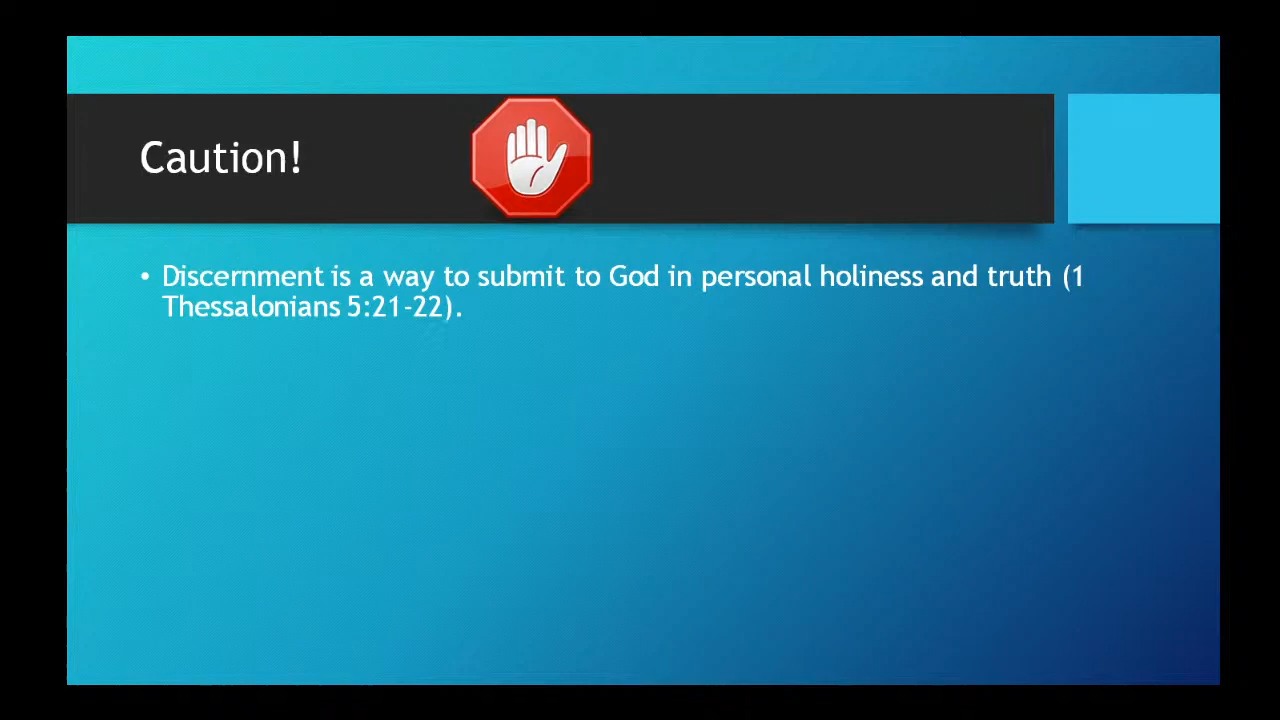 Caution!
• Discernment is a way to submit to God in personal holiness and truth (1
Thessalonians 5:21-22).